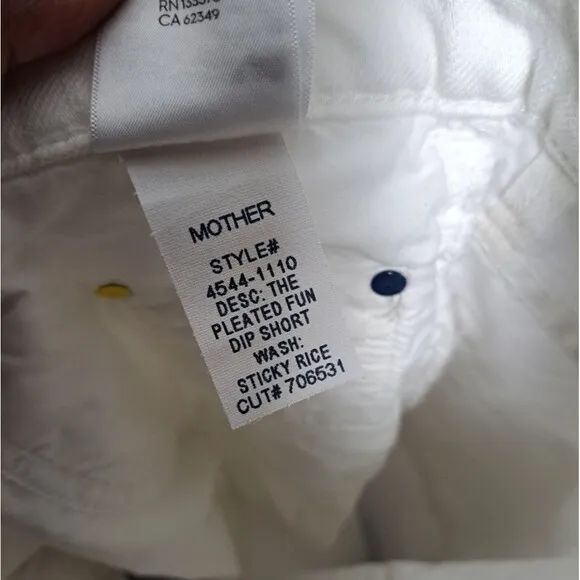 CA 62349
MOTHER
STYLE#
4544-1110
DESC: THE
PLEATED FUN
DIP SHORT
WASH:
STICKY RICE
CUT# 706531